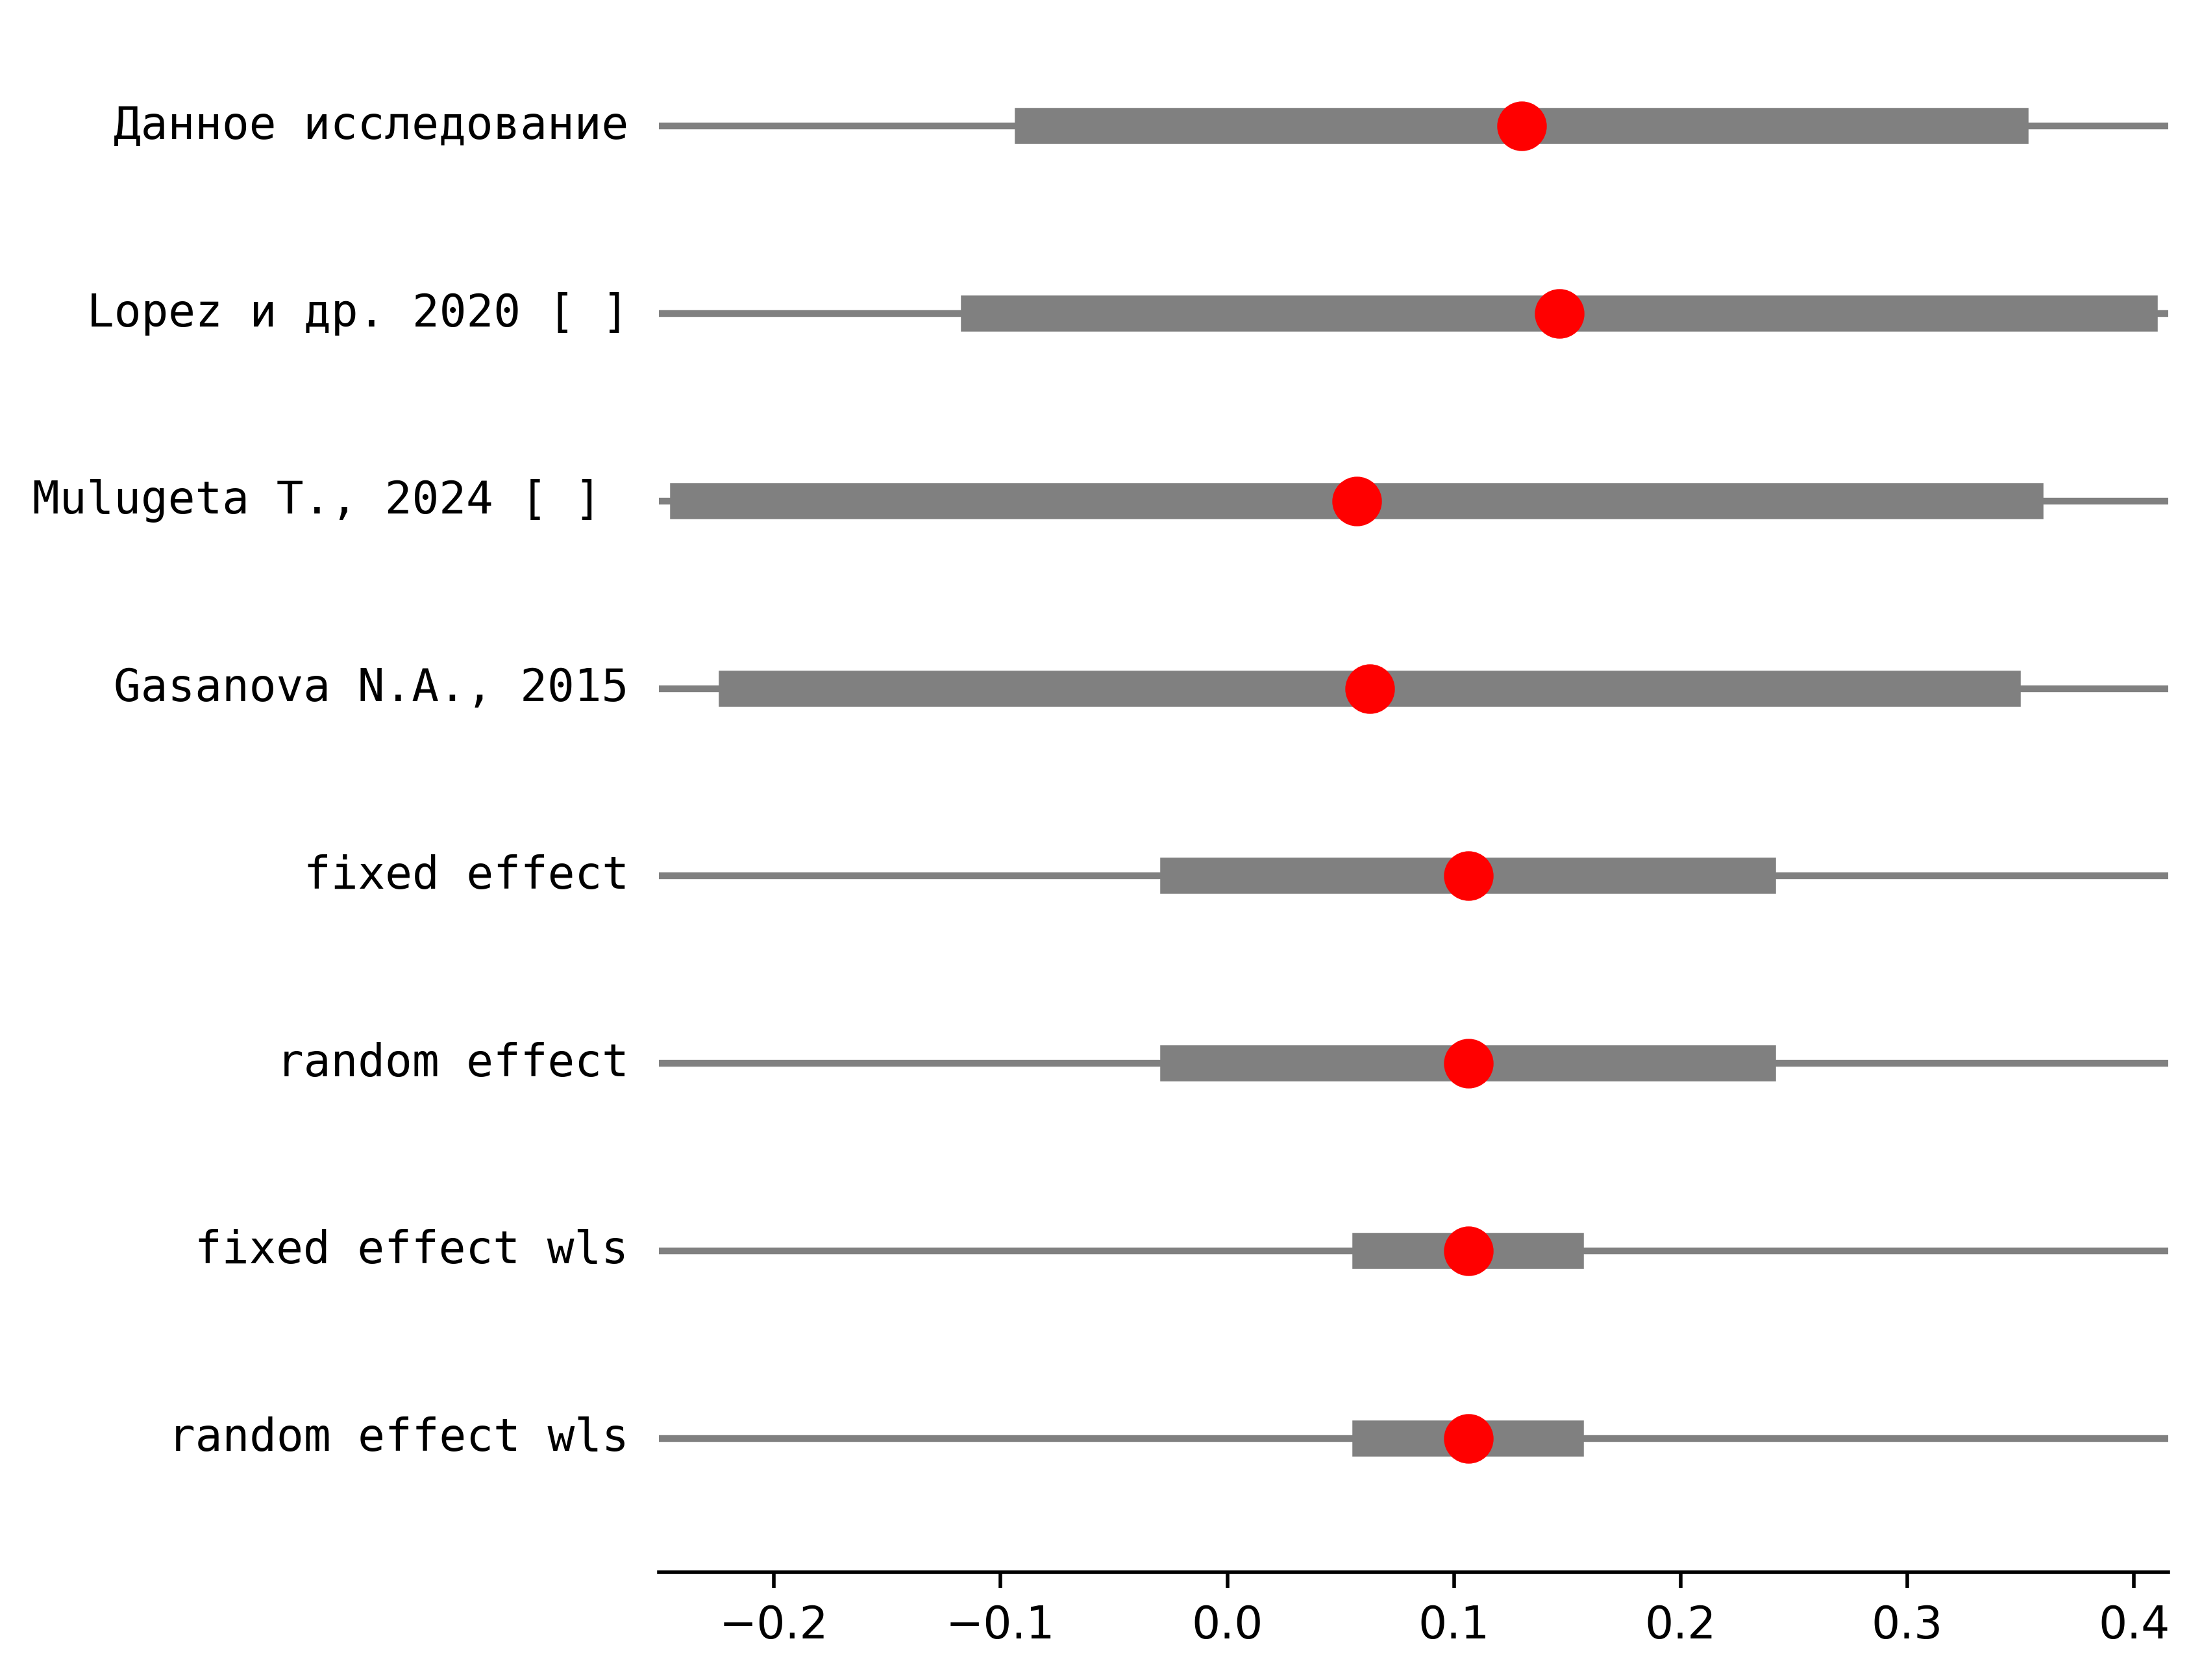 Данное исследование
Lopez и др. 2020 [ ]
Mulugeta T., 2024 [ ]
Gasanova N.A., 2015
fixed effect
random effect
fixed effect wls
random effect wls
−0.2 −0.1 0.0 0.1 0.2 0.3 0.4